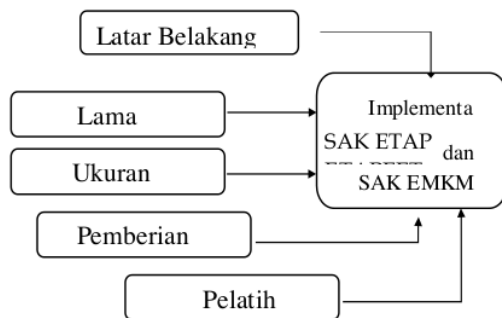 Latar Belakang
Lama
Ukuran
Pemberian
Pelatih
Implementa
SAK ETAP
dan
SAK EMKM